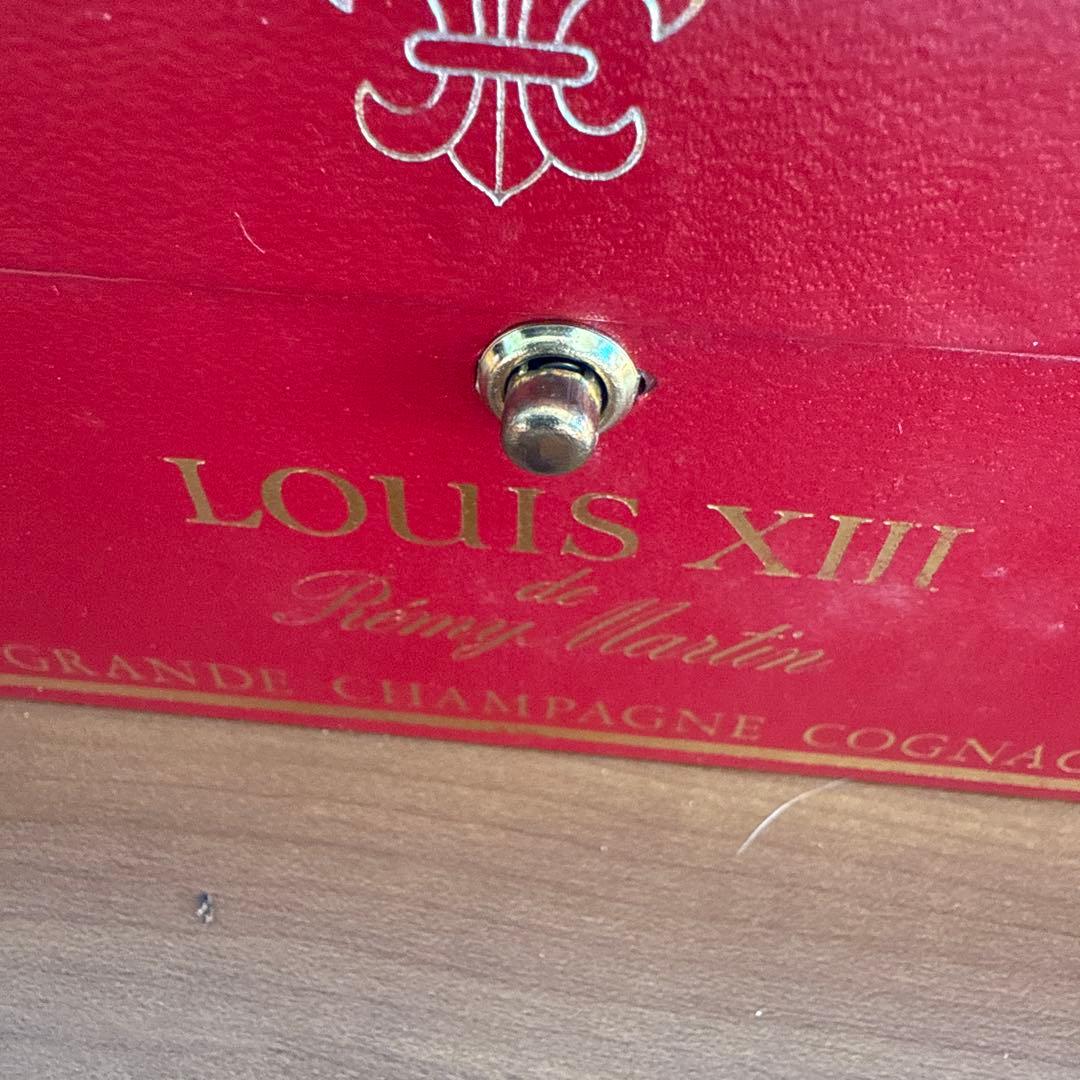 LOUIS XIII
de
Rémy Martin
GRANDE CHAMPAGNE COGNAC